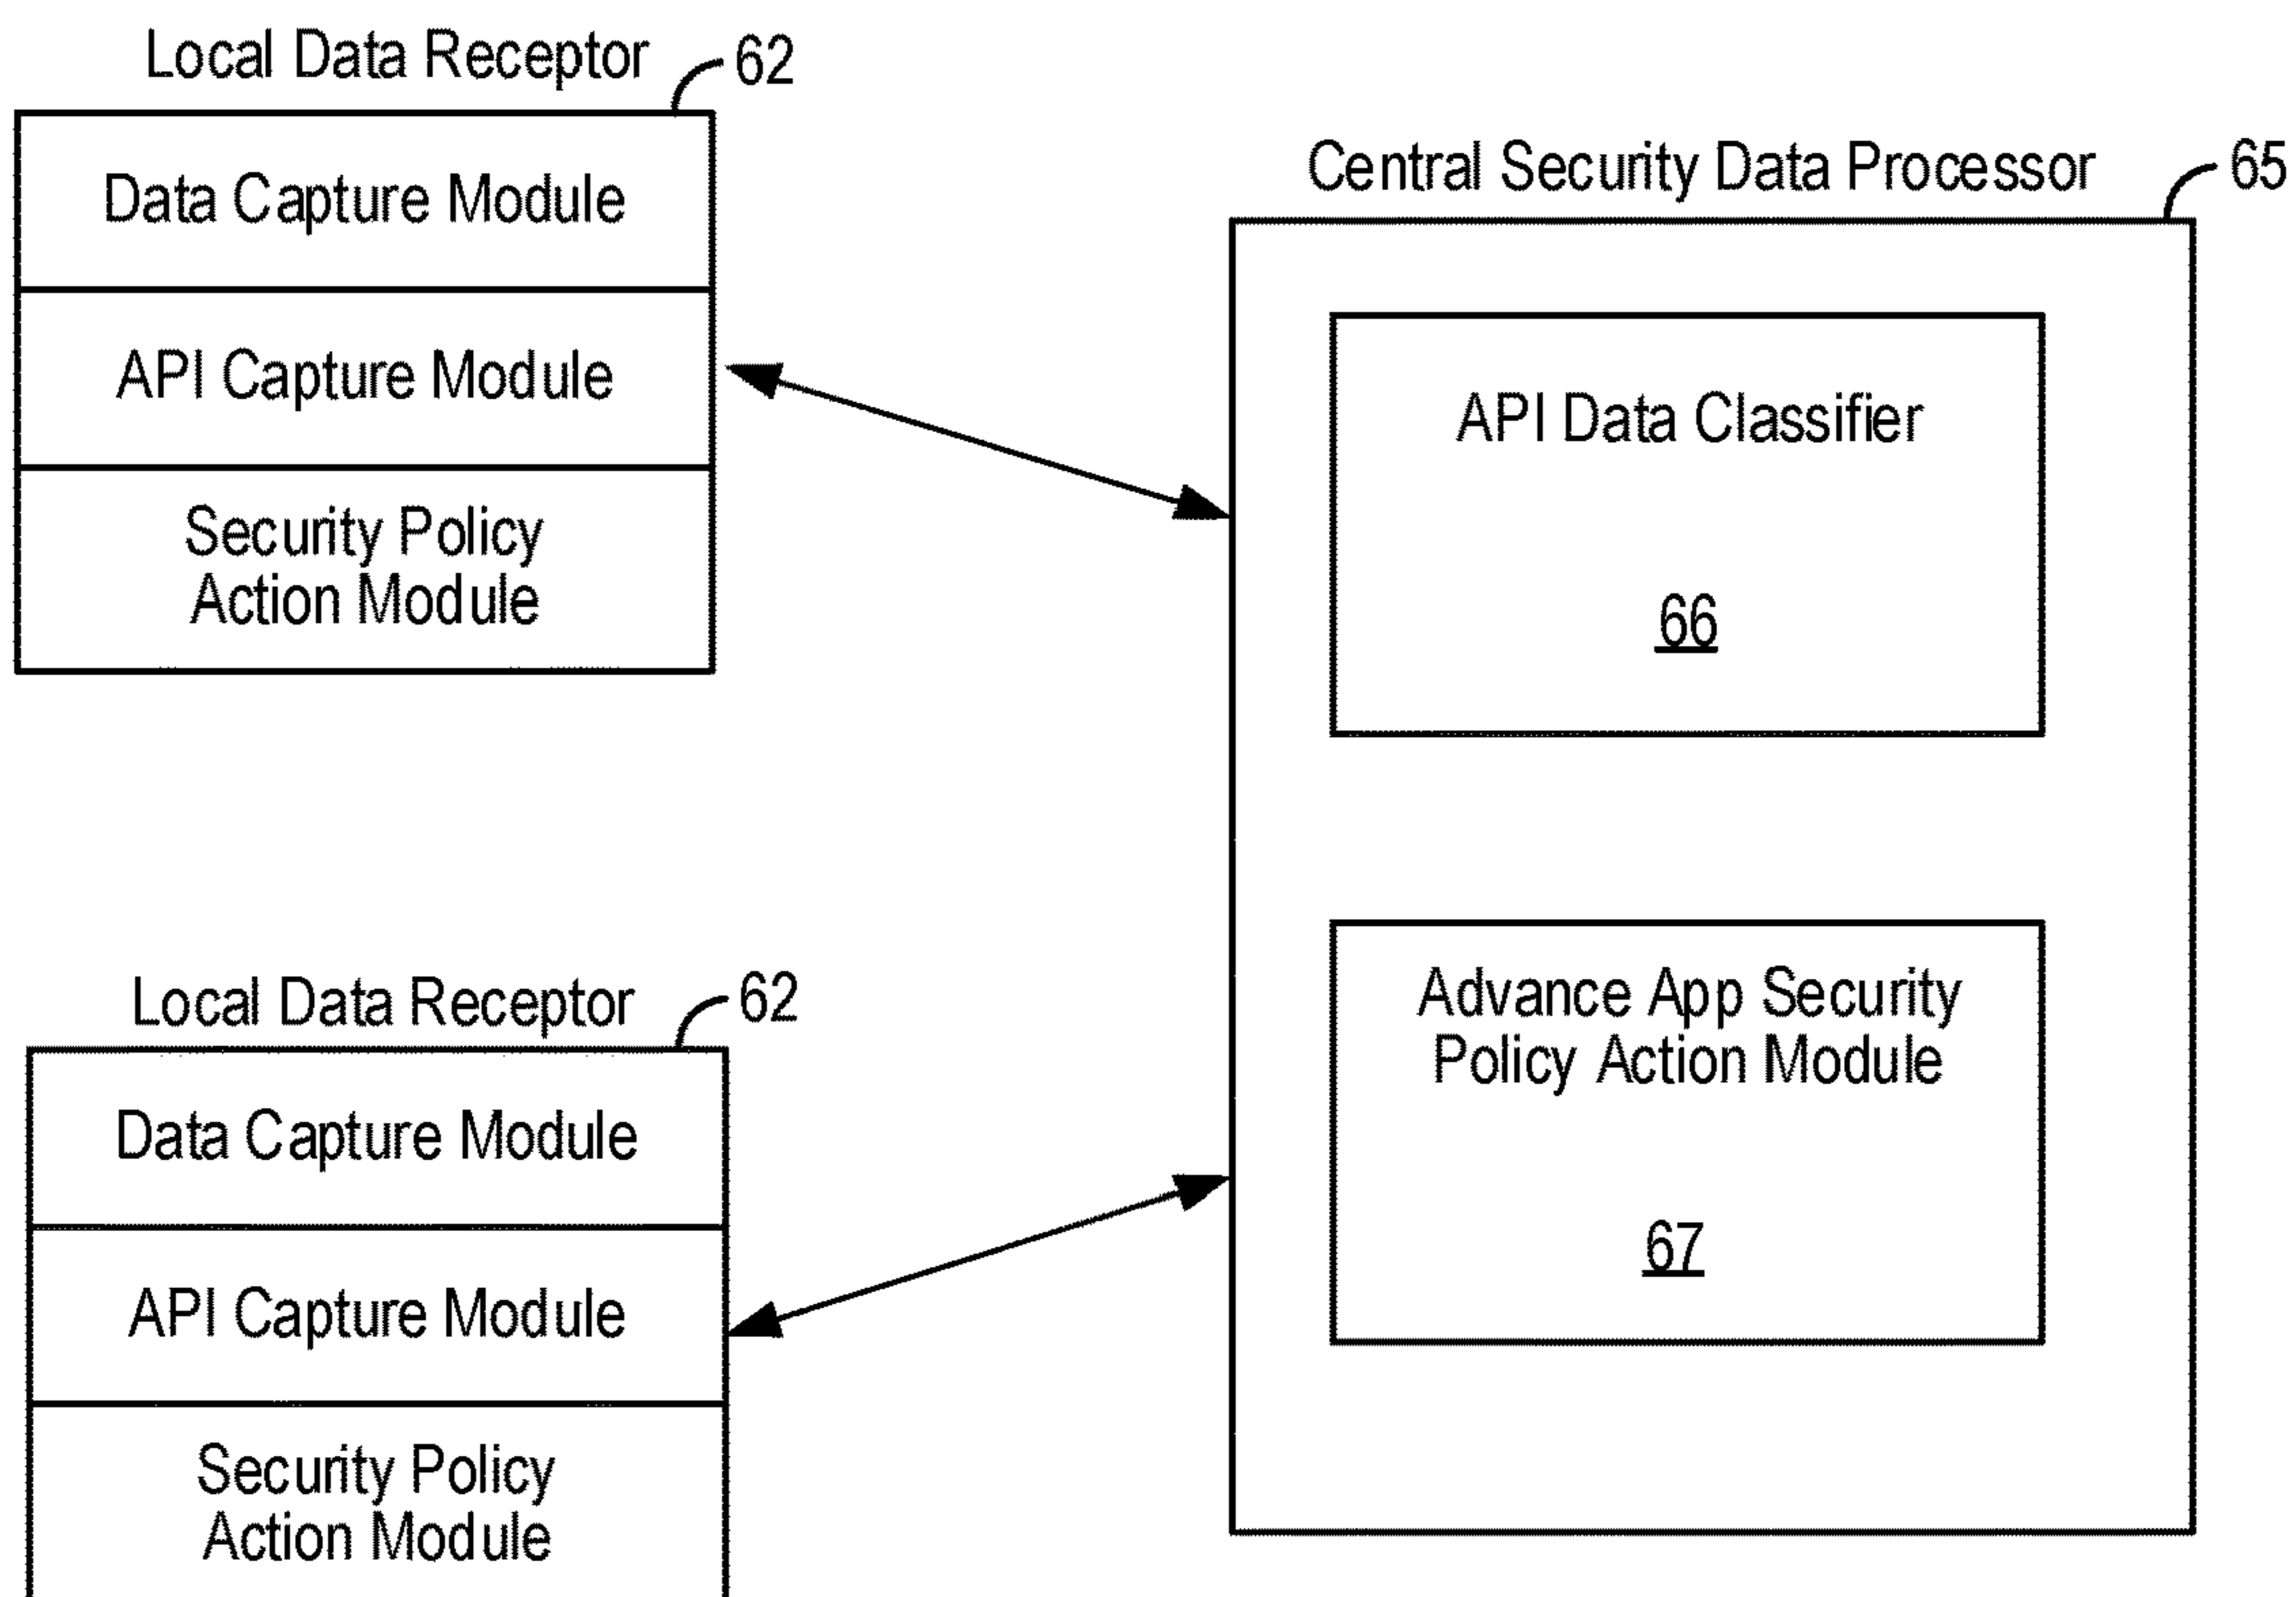 Local Data Receptor 62
Data Capture Module
API Capture Module
Security Policy
Action Module
Central Security Data Processor 65
API Data Classifier
66
Advance App Security
Policy Action Module
67
Local Data Receptor 62
Data Capture Module
API Capture Module
Security Policy
Action Module